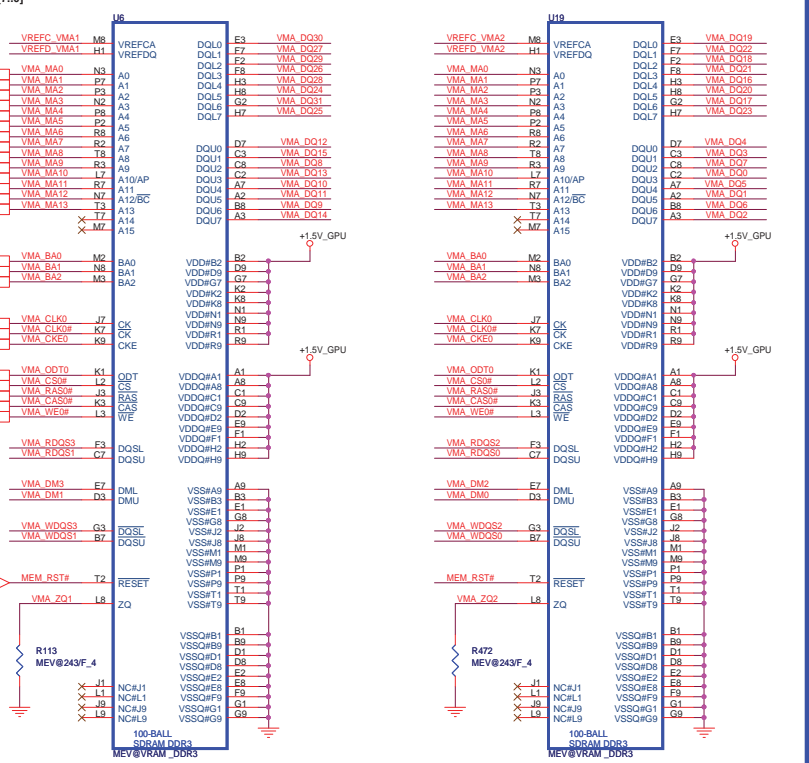 U6
VREFC_VMA1 M8 VREFCA
VREFD_VMA1 H1 VREFDQ
VMA_MA0 N3 A0
VMA_MA1 P7 A1
VMA_MA2 P3 A2
VMA_MA3 N2 A3
VMA_MA4 P8 A4
VMA_MA5 P2 A5
VMA_MA6 R8 A6
VMA_MA7 R2 A7
VMA_MA8 T8 A8
VMA_MA9 R3 A9
VMA_MA10 L7 A10/AP
VMA_MA11 R7 A11
VMA_MA12 N7 A12/BC
VMA_MA13 T3 A13
T7 A14
M7 A15
VMA_BA0 M2 BA0
VMA_BA1 N8 BA1
VMA_BA2 M3 BA2
VMA_CLK0 J7 CK
VMA_CLK0# K7 CK
VMA_CKE0 K9 CKE
VMA_ODT0 K1 ODT
VMA_CS0# L2 CS
VMA_RAS0# J3 RAS
VMA_CAS0# K3 CAS
VMA_WE0# L3 WE
VMA_RDQS3 F3 DQSL
VMA_RDQS1 C7 DQSU
VMA_DM3 E7 DML
VMA_DM1 D3 DMU
VMA_WDQS3 G3 DQSL
VMA_WDQS1 B7 DQSU
MEM_RST# T2 RESET
VMA_ZQ1 L8 ZQ
R113
MEV@243/F_4
J1 NC#J1
L1 NC#L1
J9 NC#J9
L9 NC#L9
DQL0 E3 VMA_DQ30
DQL1 F7 VMA_DQ27
DQL2 F2 VMA_DQ29
DQL3 F8 VMA_DQ26
DQL4 H3 VMA_DQ28
DQL5 H8 VMA_DQ24
DQL6 G2 VMA_DQ31
DQL7 H7 VMA_DQ25
DQU0 D7 VMA_DQ12
DQU1 C3 VMA_DQ15
DQU2 C8 VMA_DQ8
DQU3 C2 VMA_DQ13
DQU4 A7 VMA_DQ10
DQU5 A2 VMA_DQ11
DQU6 B8 VMA_DQ9
DQU7 A3 VMA_DQ14
+1.5V_GPU
VDD#B2 B2
VDD#D9 D9
VDD#G7 G7
VDD#K2 K2
VDD#K8 K8
VDD#N1 N1
VDD#N9 N9
VDD#R1 R1
VDD#R9 R9
+1.5V_GPU
VDDQ#A1 A1
VDDQ#A8 A8
VDDQ#C1 C1
VDDQ#C9 C9
VDDQ#D2 D2
VDDQ#E9 E9
VDDQ#F1 F1
VDDQ#H2 H2
VDDQ#H9 H9
VSS#A9 A9
VSS#B3 B3
VSS#E1 E1
VSS#G8 G8
VSS#J2 J2
VSS#J8 J8
VSS#M1 M1
VSS#M9 M9
VSS#P1 P1
VSS#P9 P9
VSS#T1 T1
VSS#T9 T9
VSSQ#B1 B1
VSSQ#B9 B9
VSSQ#D1 D1
VSSQ#D8 D8
VSSQ#E2 E2
VSSQ#E8 E8
VSSQ#F9 F9
VSSQ#G1 G1
VSSQ#G9 G9
100-BALL
SDRAM DDR3
MEV@VRAM _DDR3
U19
VREFC_VMA2 M8 VREFCA
VREFD_VMA2 H1 VREFDQ
VMA_MA0 N3 A0
VMA_MA1 P7 A1
VMA_MA2 P3 A2
VMA_MA3 N2 A3
VMA_MA4 P8 A4
VMA_MA5 P2 A5
VMA_MA6 R8 A6
VMA_MA7 R2 A7
VMA_MA8 T8 A8
VMA_MA9 R3 A9
VMA_MA10 L7 A10/AP
VMA_MA11 R7 A11
VMA_MA12 N7 A12/BC
VMA_MA13 T3 A13
T7 A14
M7 A15
VMA_BA0 M2 BA0
VMA_BA1 N8 BA1
VMA_BA2 M3 BA2
VMA_CLK0 J7 CK
VMA_CLK0# K7 CK
VMA_CKE0 K9 CKE
VMA_ODT0 K1 ODT
VMA_CS0# L2 CS
VMA_RAS0# J3 RAS
VMA_CAS0# K3 CAS
VMA_WE0# L3 WE
VMA_RDQS2 F3 DQSL
VMA_RDQS0 C7 DQSU
VMA_DM2 E7 DML
VMA_DM0 D3 DMU
VMA_WDQS2 G3 DQSL
VMA_WDQS0 B7 DQSU
MEM_RST# T2 RESET
VMA_ZQ2 L8 ZQ
R472
MEV@243/F_4
J1 NC#J1
L1 NC#L1
J9 NC#J9
L9 NC#L9
DQL0 E3 VMA_DQ19
DQL1 F7 VMA_DQ22
DQL2 F2 VMA_DQ18
DQL3 F8 VMA_DQ21
DQL4 H3 VMA_DQ16
DQL5 H8 VMA_DQ20
DQL6 G2 VMA_DQ17
DQL7 H7 VMA_DQ23
DQU0 D7 VMA_DQ4
DQU1 C3 VMA_DQ3
DQU2 C8 VMA_DQ7
DQU3 C2 VMA_DQ0
DQU4 A7 VMA_DQ5
DQU5 A2 VMA_DQ1
DQU6 B8 VMA_DQ6
DQU7 A3 VMA_DQ2
+1.5V_GPU
VDD#B2 B2
VDD#D9 D9
VDD#G7 G7
VDD#K2 K2
VDD#K8 K8
VDD#N1 N1
VDD#N9 N9
VDD#R1 R1
VDD#R9 R9
+1.5V_GPU
VDDQ#A1 A1
VDDQ#A8 A8
VDDQ#C1 C1
VDDQ#C9 C9
VDDQ#D2 D2
VDDQ#E9 E9
VDDQ#F1 F1
VDDQ#H2 H2
VDDQ#H9 H9
VSS#A9 A9
VSS#B3 B3
VSS#E1 E1
VSS#G8 G8
VSS#J2 J2
VSS#J8 J8
VSS#M1 M1
VSS#M9 M9
VSS#P1 P1
VSS#P9 P9
VSS#T1 T1
VSS#T9 T9
VSSQ#B1 B1
VSSQ#B9 B9
VSSQ#D1 D1
VSSQ#D8 D8
VSSQ#E2 E2
VSSQ#E8 E8
VSSQ#F9 F9
VSSQ#G1 G1
VSSQ#G9 G9
100-BALL
SDRAM DDR3
MEV@VRAM _DDR3